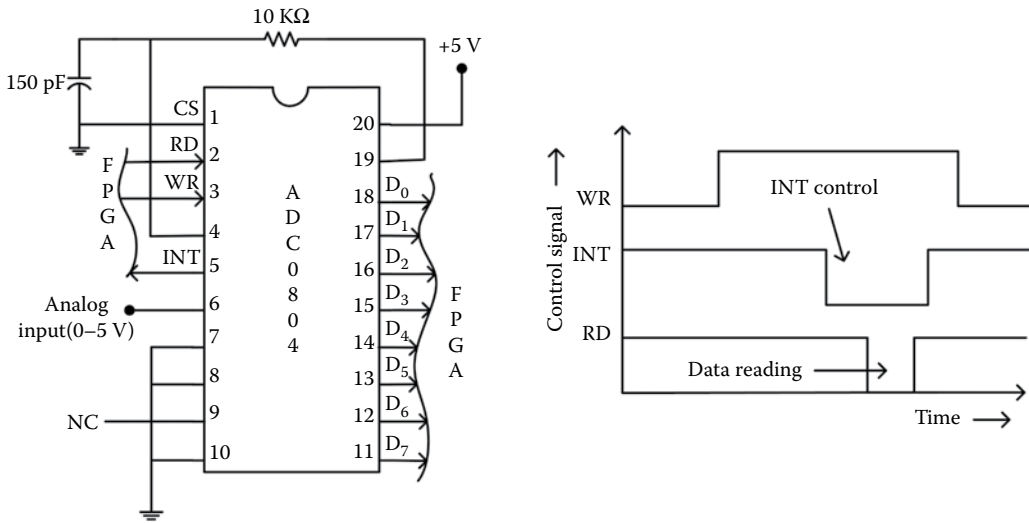 10 KΩ
+5 V
150 pF
CS
1
20
RD
2
19
WR
3
18
D0
4
17
D1
INT
5
16
D2
Analog
input(0–5 V)
6
15
D3
7
14
D4
8
13
D5
NC
9
12
D6
10
11
D7
F
P
G
A
A
D
C
0
8
0
4
F
P
G
A
Control signal
WR
INT control
INT
RD
Data reading
Time